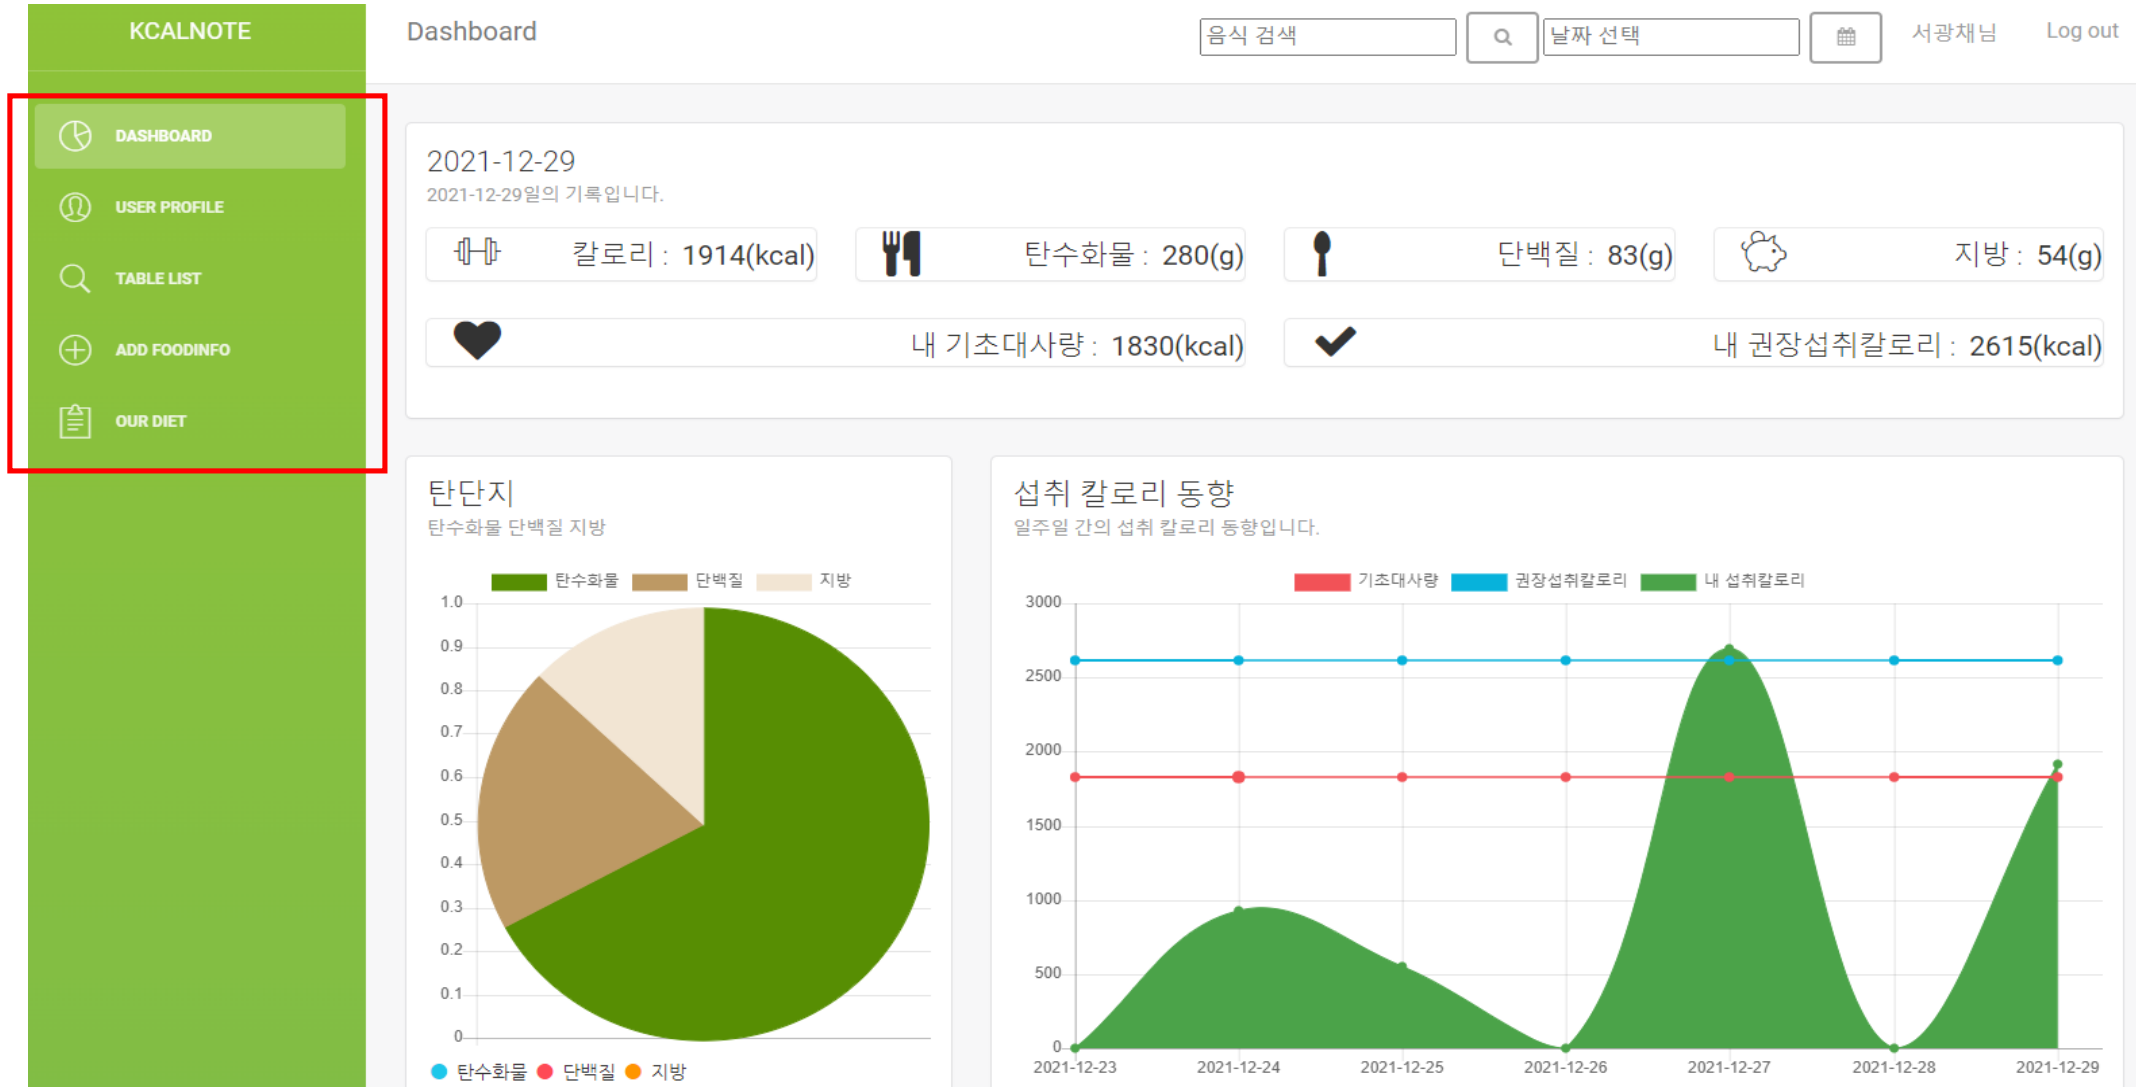 KCALNOTE
Dashboard
음식 검색
날짜 선택
서광채님
Log out
DASHBOARD
USER PROFILE
TABLE LIST
ADD FOODINFO
OUR DIET
2021-12-29
2021-12-29일의 기록입니다.
칼로리 : 1914(kcal)
탄수화물 : 280(g)
단백질 : 83(g)
지방 : 54(g)
내 기초대사량 : 1830(kcal)
내 권장섭취칼로리 : 2615(kcal)
탄단지
탄수화물 단백질 지방
탄수화물 단백질 지방
1.0
0.9
0.8
0.7
0.6
0.5
0.4
0.3
0.2
0.1
0
탄수화물 단백질 지방
섭취 칼로리 동향
일주일 간의 섭취 칼로리 동향입니다.
기초대사량 권장섭취칼로리 내 섭취칼로리
3000
2500
2000
1500
1000
500
0
2021-12-23 2021-12-24 2021-12-25 2021-12-26 2021-12-27 2021-12-28 2021-12-29